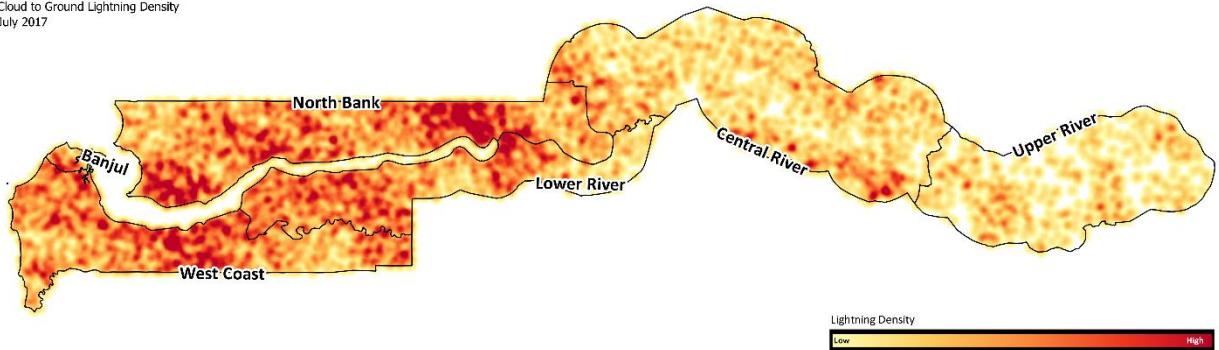 Cloud to Ground Lightning Density
July 2017
North Bank
Banjul
Central River
Upper River
Lower River
West Coast
Lightning Density
Low High